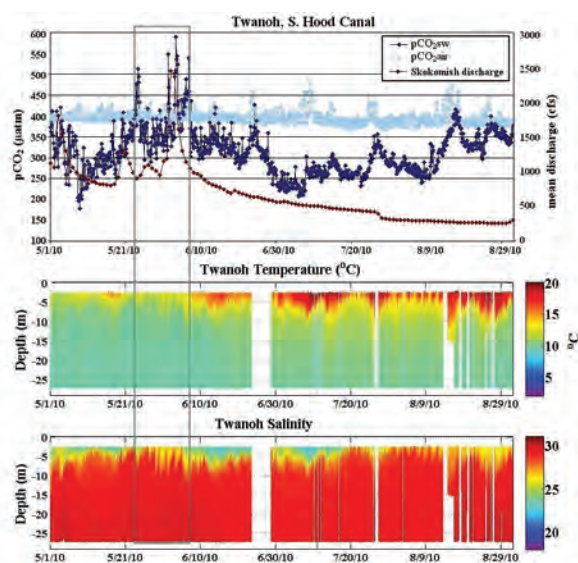 Twanoh, S. Hood Canal
pCO2sw
pCO2air
Skokomish discharge
pCO2 (µatm)
600
550
500
450
400
350
300
250
200
150
100
mean discharge (cfs)
3000
2500
2000
1500
1000
500
0
5/1/10 5/21/10 6/10/10 6/30/10 7/20/10 8/9/10 8/29/10
Twanoh Temperature (°C)
Depth (m)
0
-5
-10
-15
-20
-25
5/1/10 5/21/10 6/10/10 6/30/10 7/20/10 8/9/10 8/29/10
20
15
10
5
°C
Twanoh Salinity
Depth (m)
0
-5
-10
-15
-20
-25
5/1/10 5/21/10 6/10/10 6/30/10 7/20/10 8/9/10 8/29/10
30
25
20